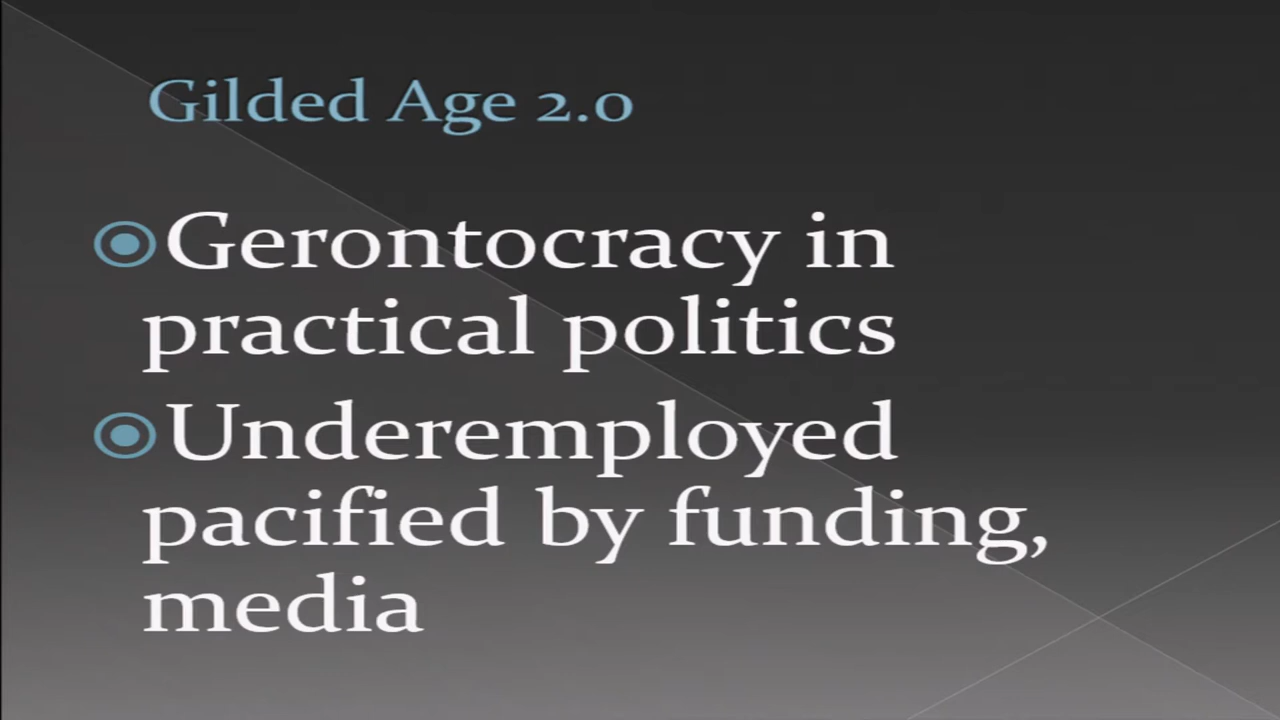 Gilded Age 2.0
Gerontocracy in
practical politics
Underemployed
pacified by funding,
media